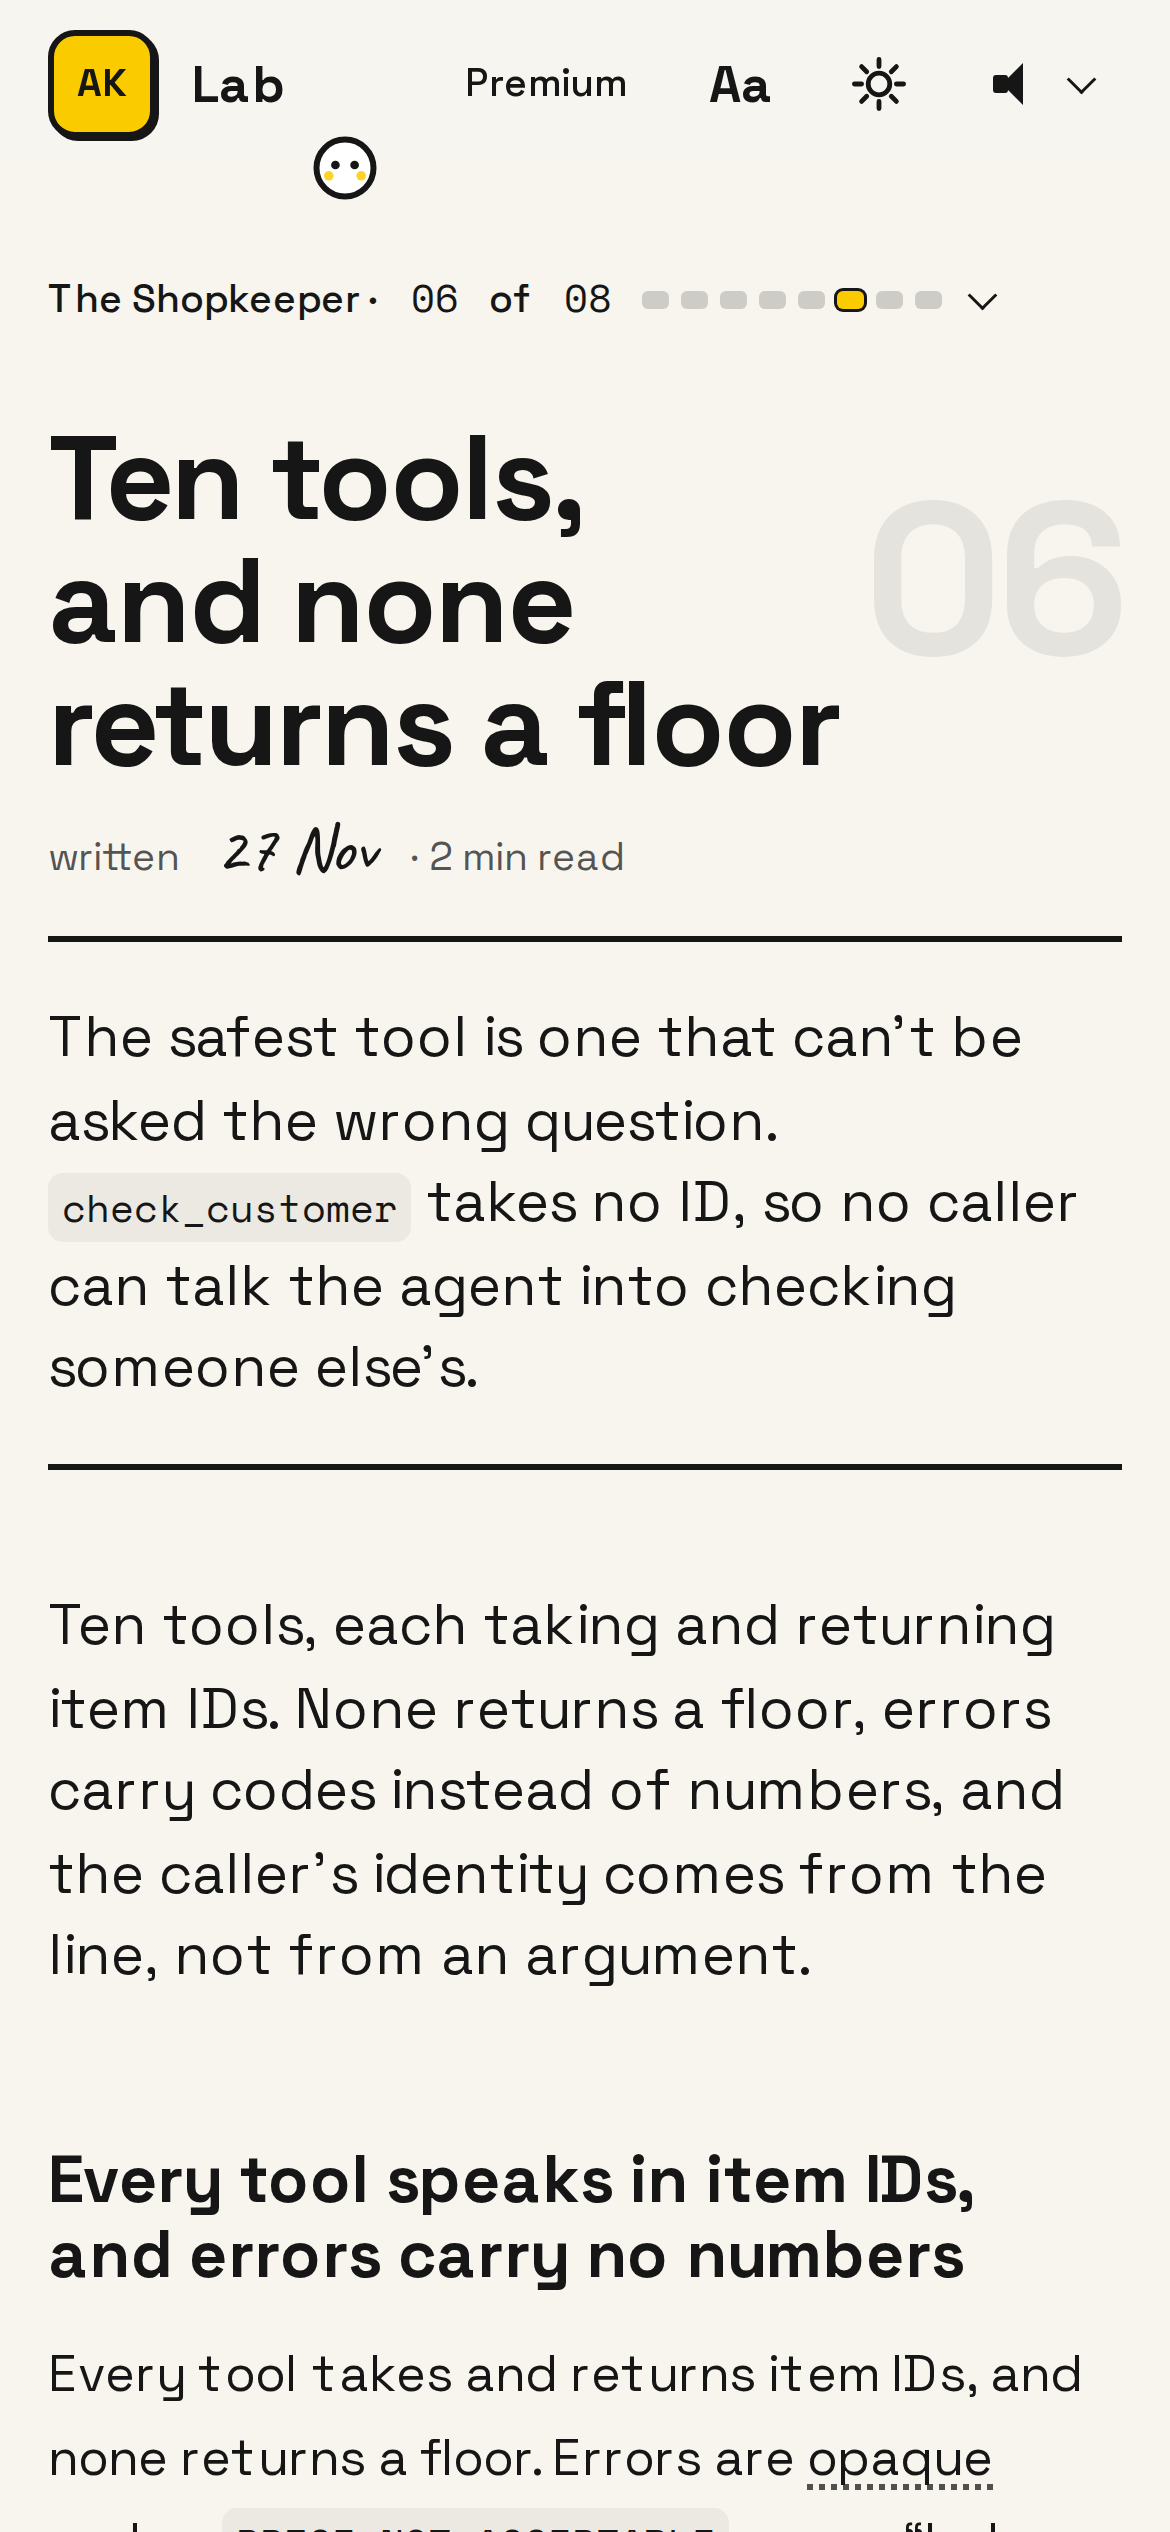 AK Lab Premium Aa
The Shopkeeper · 06 of 08
Ten tools,
and none
returns a floor
06
written 27 Nov · 2 min read
The safest tool is one that can’t be
asked the wrong question.
check_customer takes no ID, so no caller
can talk the agent into checking
someone else’s.
Ten tools, each taking and returning
item IDs. None returns a floor, errors
carry codes instead of numbers, and
the caller’s identity comes from the
line, not from an argument.
Every tool speaks in item IDs,
and errors carry no numbers
Every tool takes and returns item IDs, and
none returns a floor. Errors are opaque